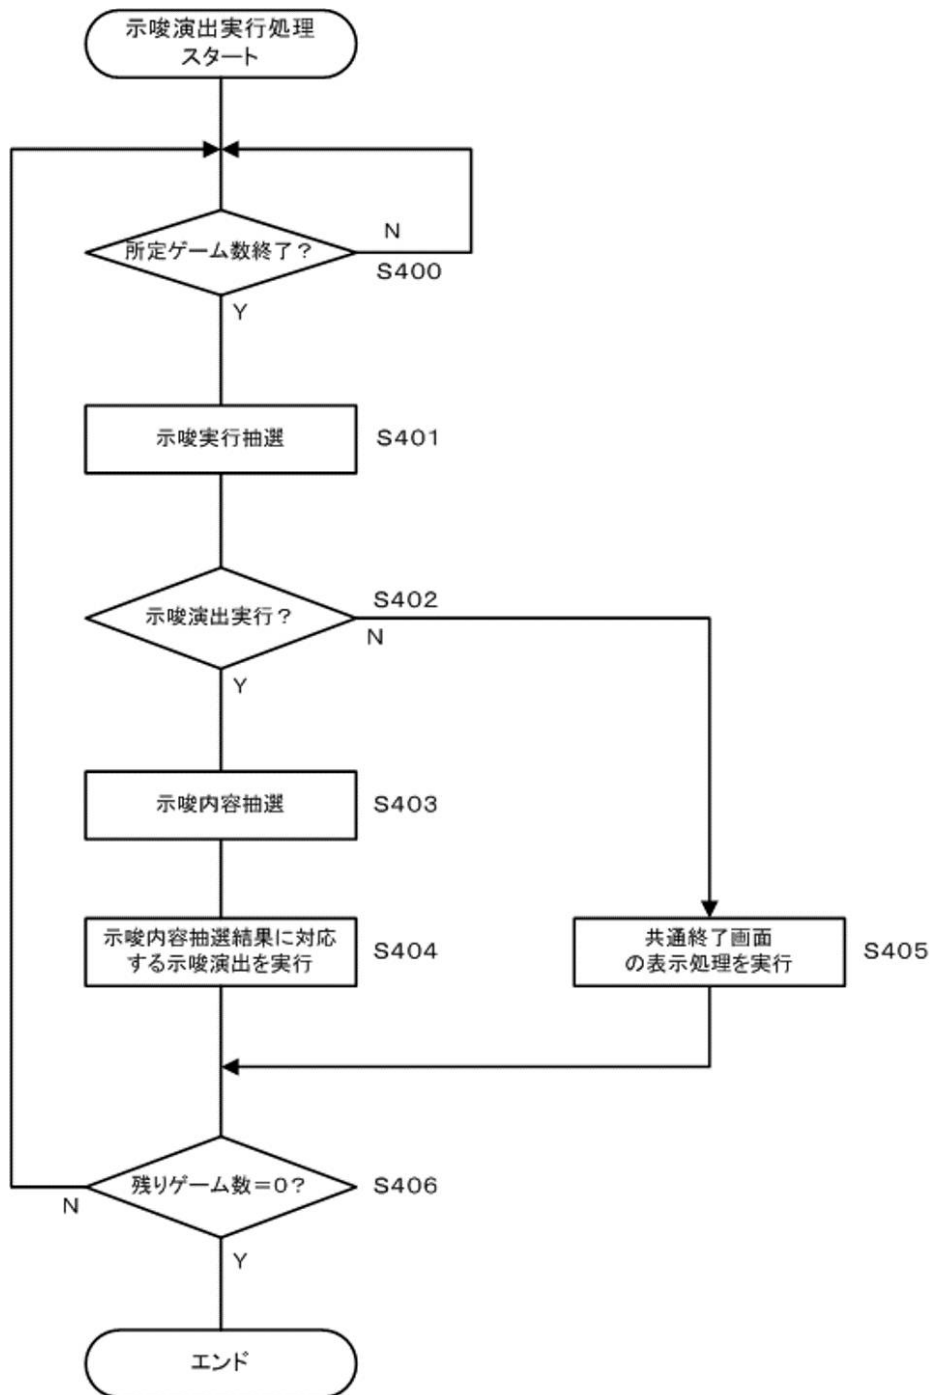 示唆演出実行処理
スタート
所定ゲーム数終了？
N
S400
Y
示唆実行抽選
S401
示唆演出実行？
S402
N
Y
示唆内容抽選
S403
示唆内容抽選結果に対応
する示唆演出を実行
S404
共通終了画面
の表示処理を実行
S405
残りゲーム数＝0？
S406
N
Y
エンド